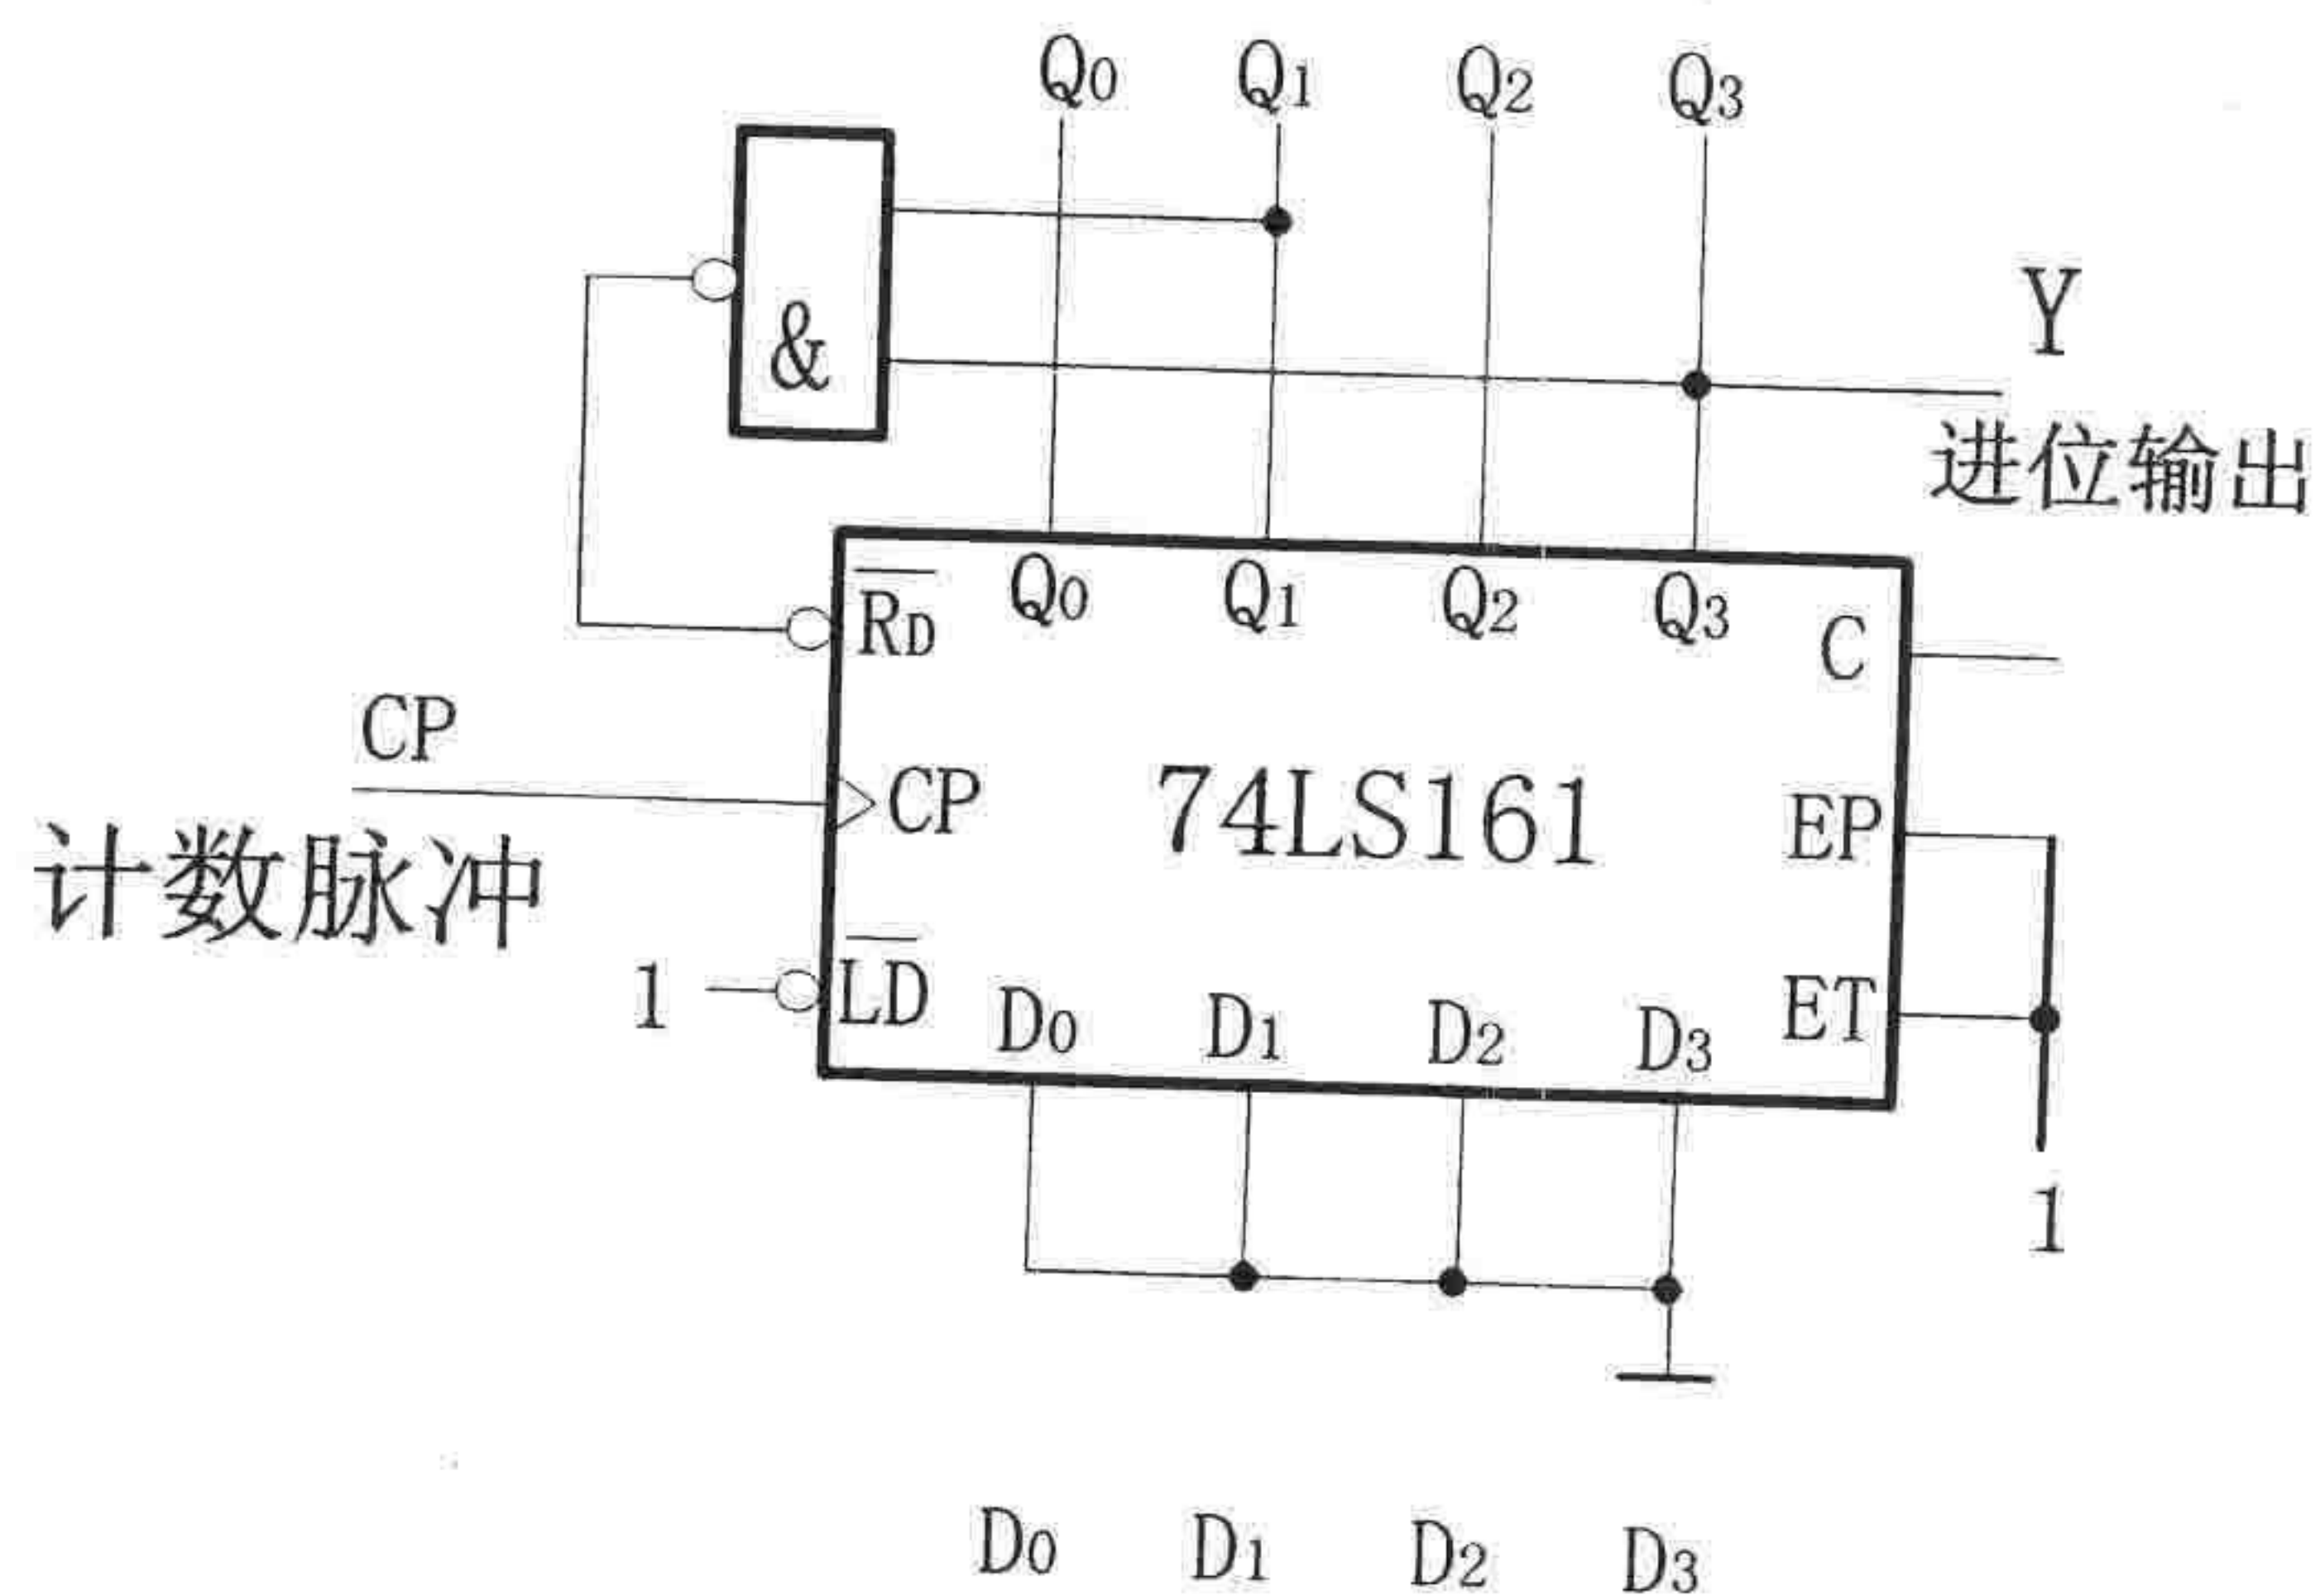 Q0 Q1 Q2 Q3
&
Y
进位输出
RD Q0 Q1 Q2 Q3 C
CP
CP 74LS161 EP
计数脉冲
1 LD D0 D1 D2 D3 ET
1
D0 D1 D2 D3